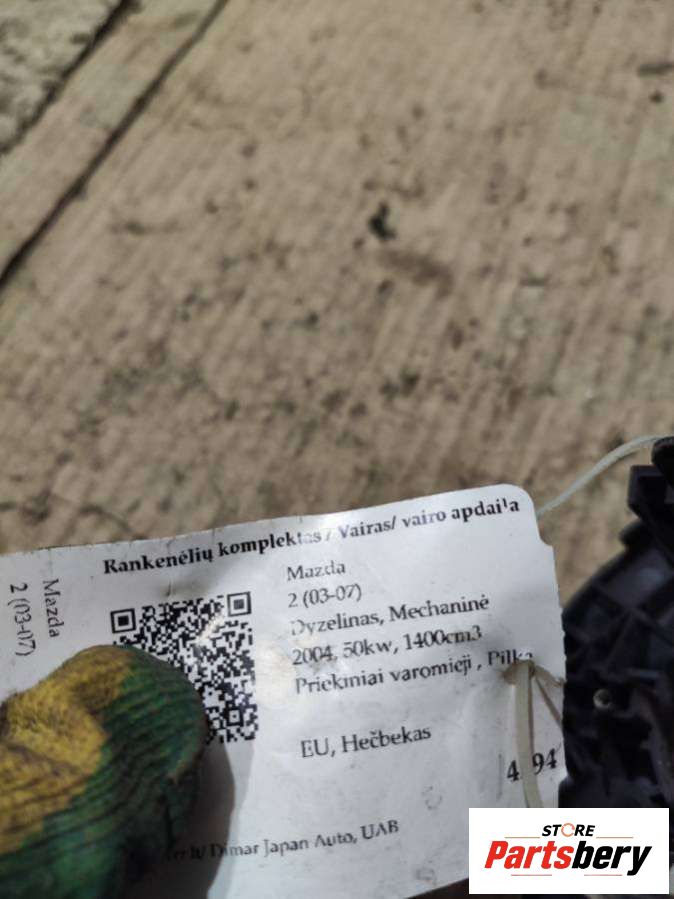 Rankenėlių komplektas / Vairas/ vairo apdaila
Mazda
2 (03-07)
Mazda
2 (03-07)
Dyzelinas, Mechaninė
2004, 50kw, 1400cm3
Priekiniai varomieji , Pilka
EU, Hečbekas
Dimar Japan Auto, UAB
STORE
Partsbery